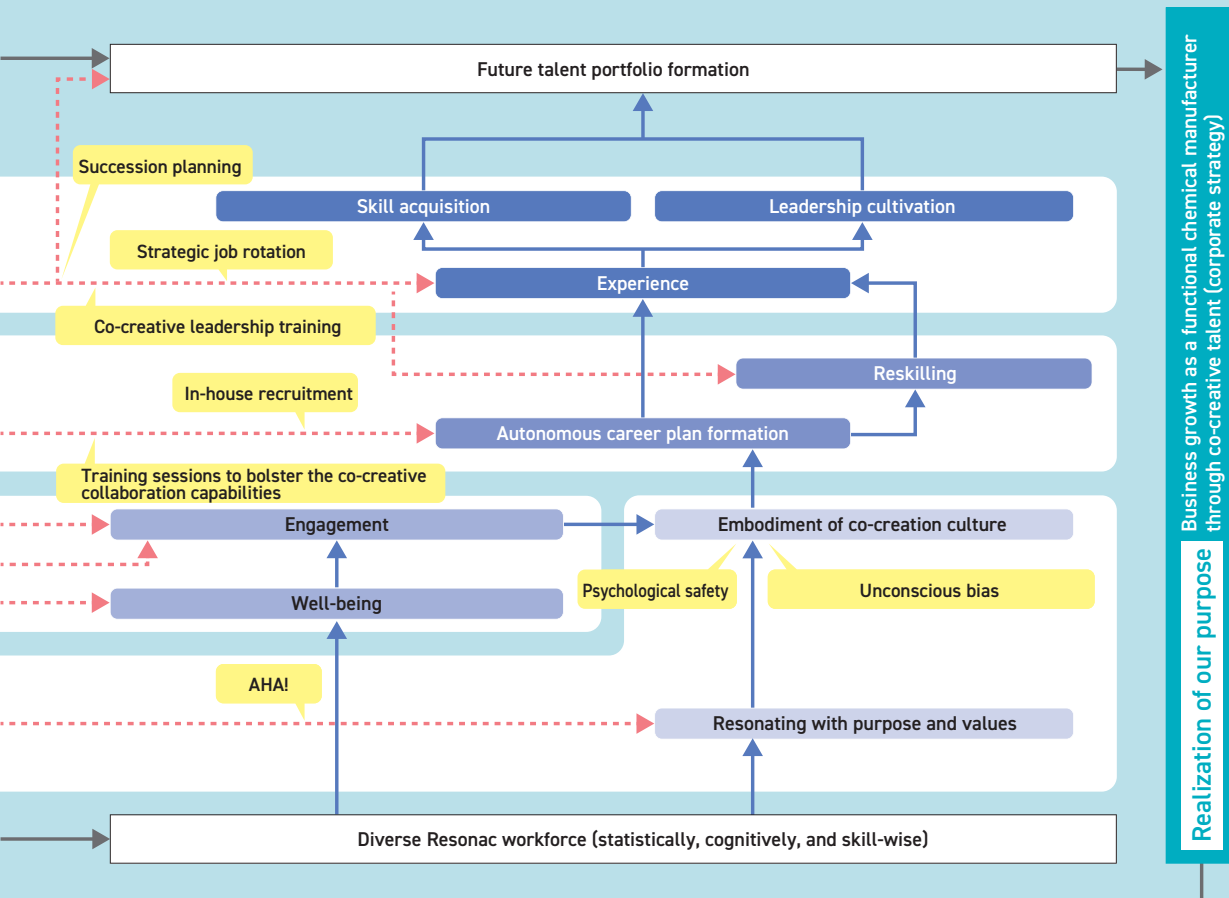 Future talent portfolio formation
Succession planning
Skill acquisition
Leadership cultivation
Strategic job rotation
Experience
Co-creative leadership training
Reskilling
In-house recruitment
Autonomous career plan formation
Training sessions to bolster the co-creative
collaboration capabilities
Engagement
Embodiment of co-creation culture
Psychological safety
Unconscious bias
Well-being
AHA!
Resonating with purpose and values
Diverse Resonac workforce (statistically, cognitively, and skill-wise)
Realization of our purpose
Business growth as a functional chemical manufacturer
through co-creative talent (corporate strategy)